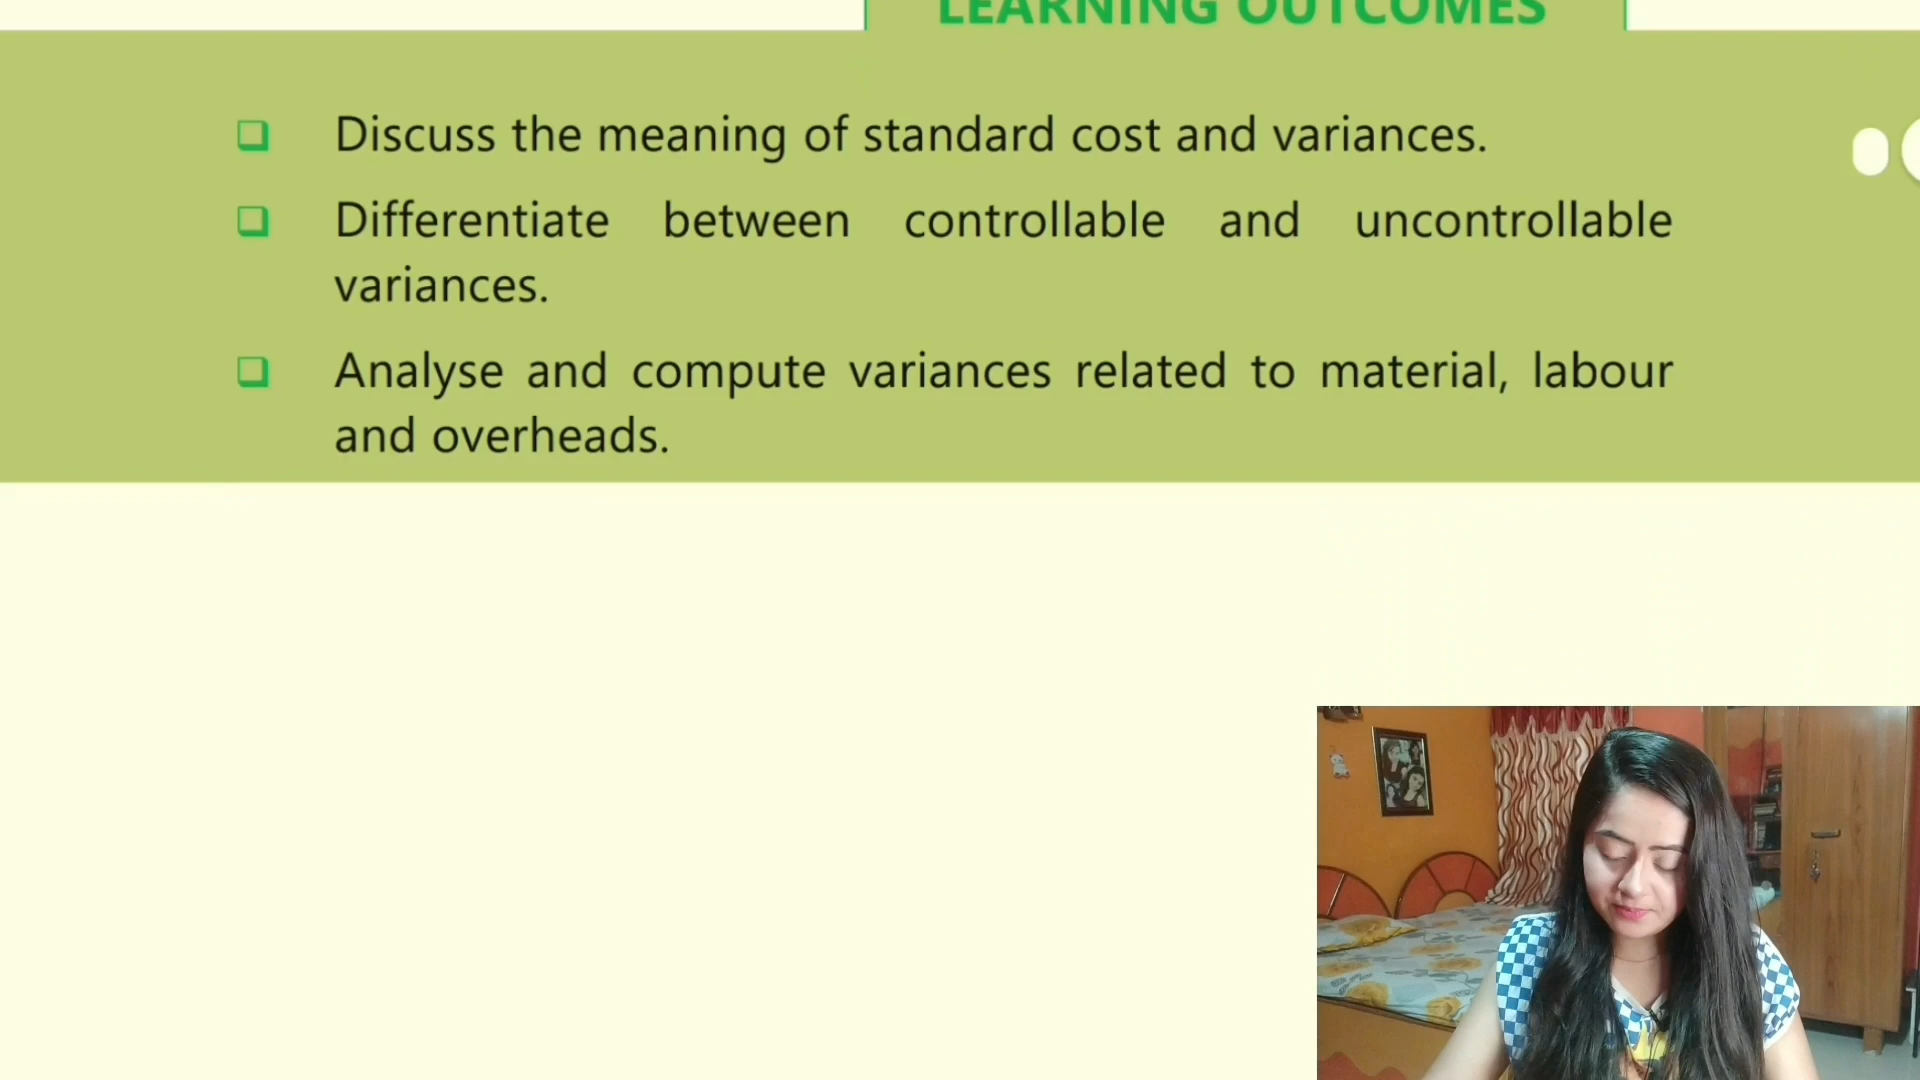 LEARNING OUTCOMES
❑ Discuss the meaning of standard cost and variances.
❑ Differentiate between controllable and uncontrollable
variances.
❑ Analyse and compute variances related to material, labour
and overheads.